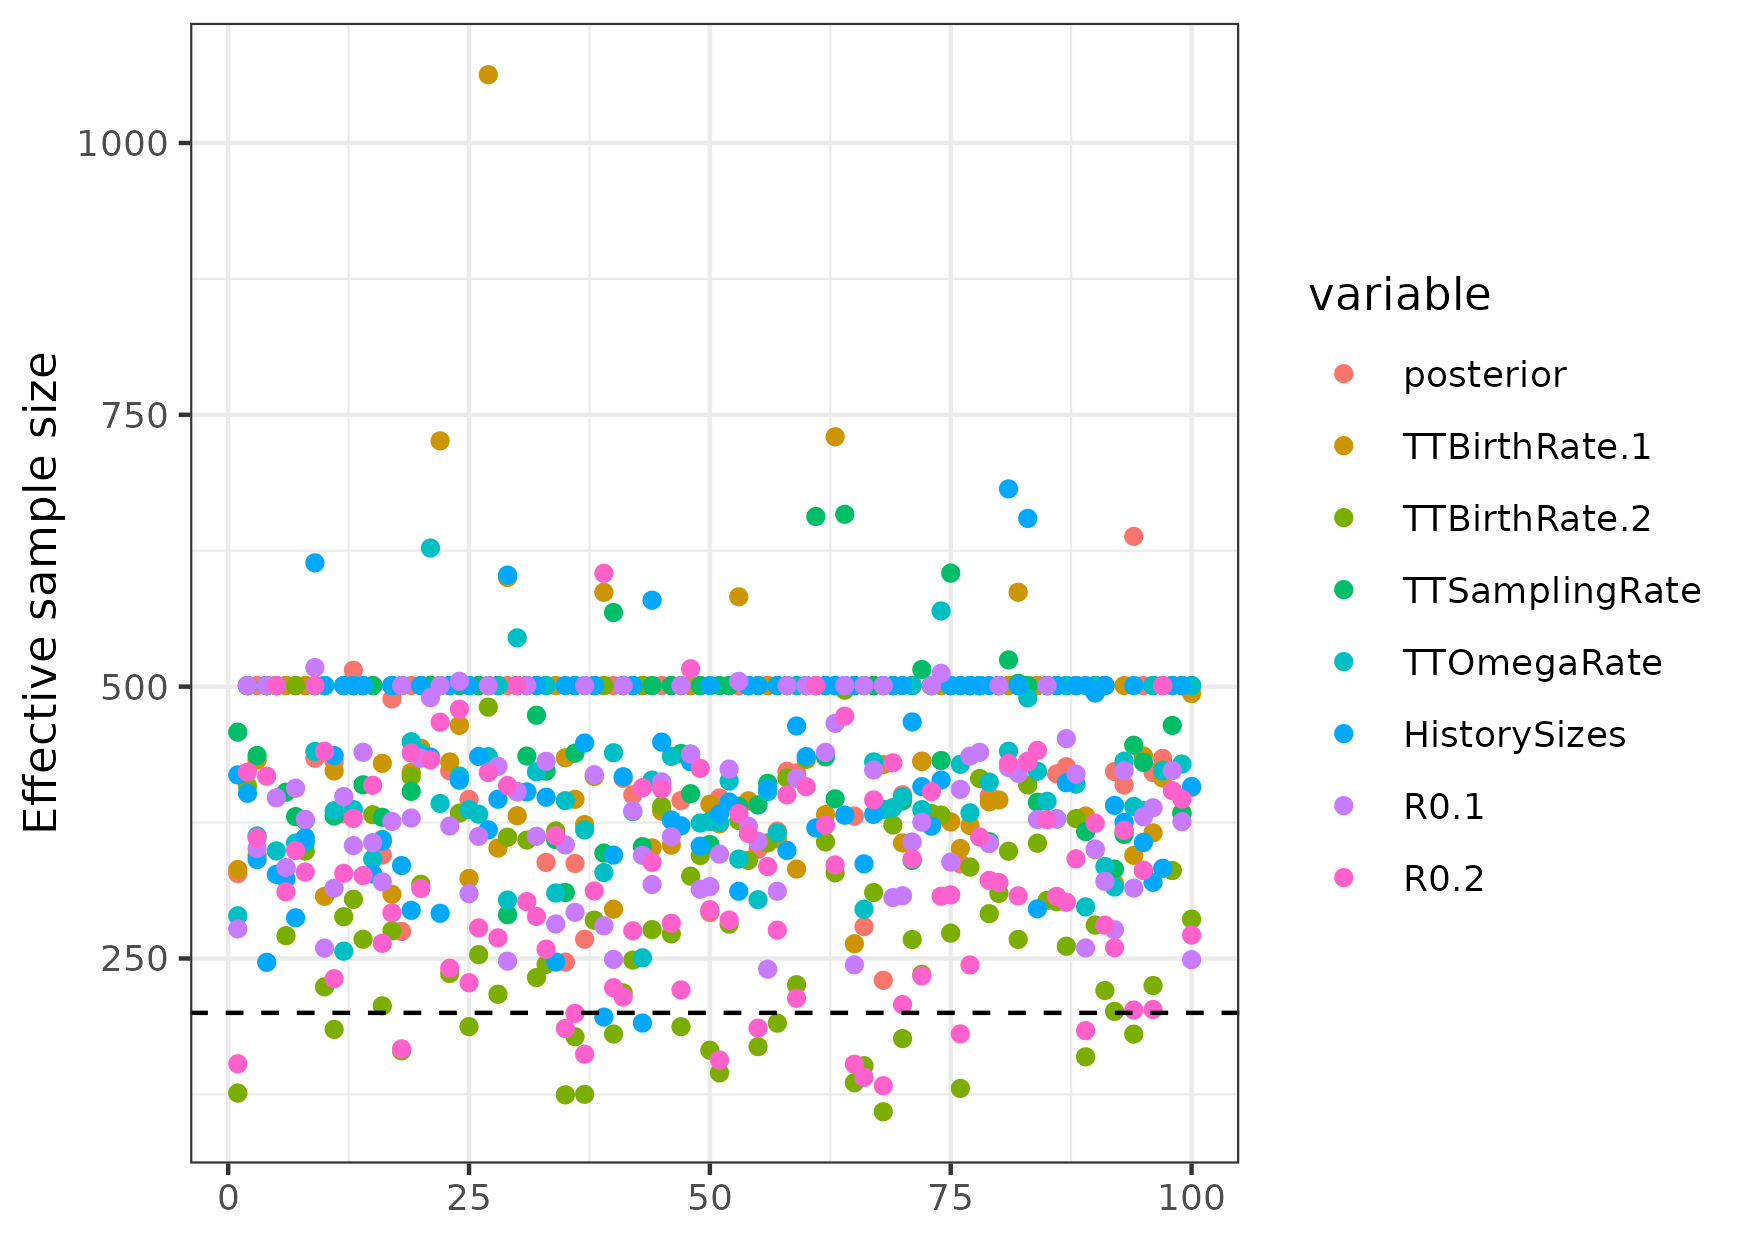 Effective sample size
1000
750
500
250
0 25 50 75 100
variable
posterior
TTBirthRate.1
TTBirthRate.2
TTSamplingRate
TTOmegaRate
HistorySizes
R0.1
R0.2